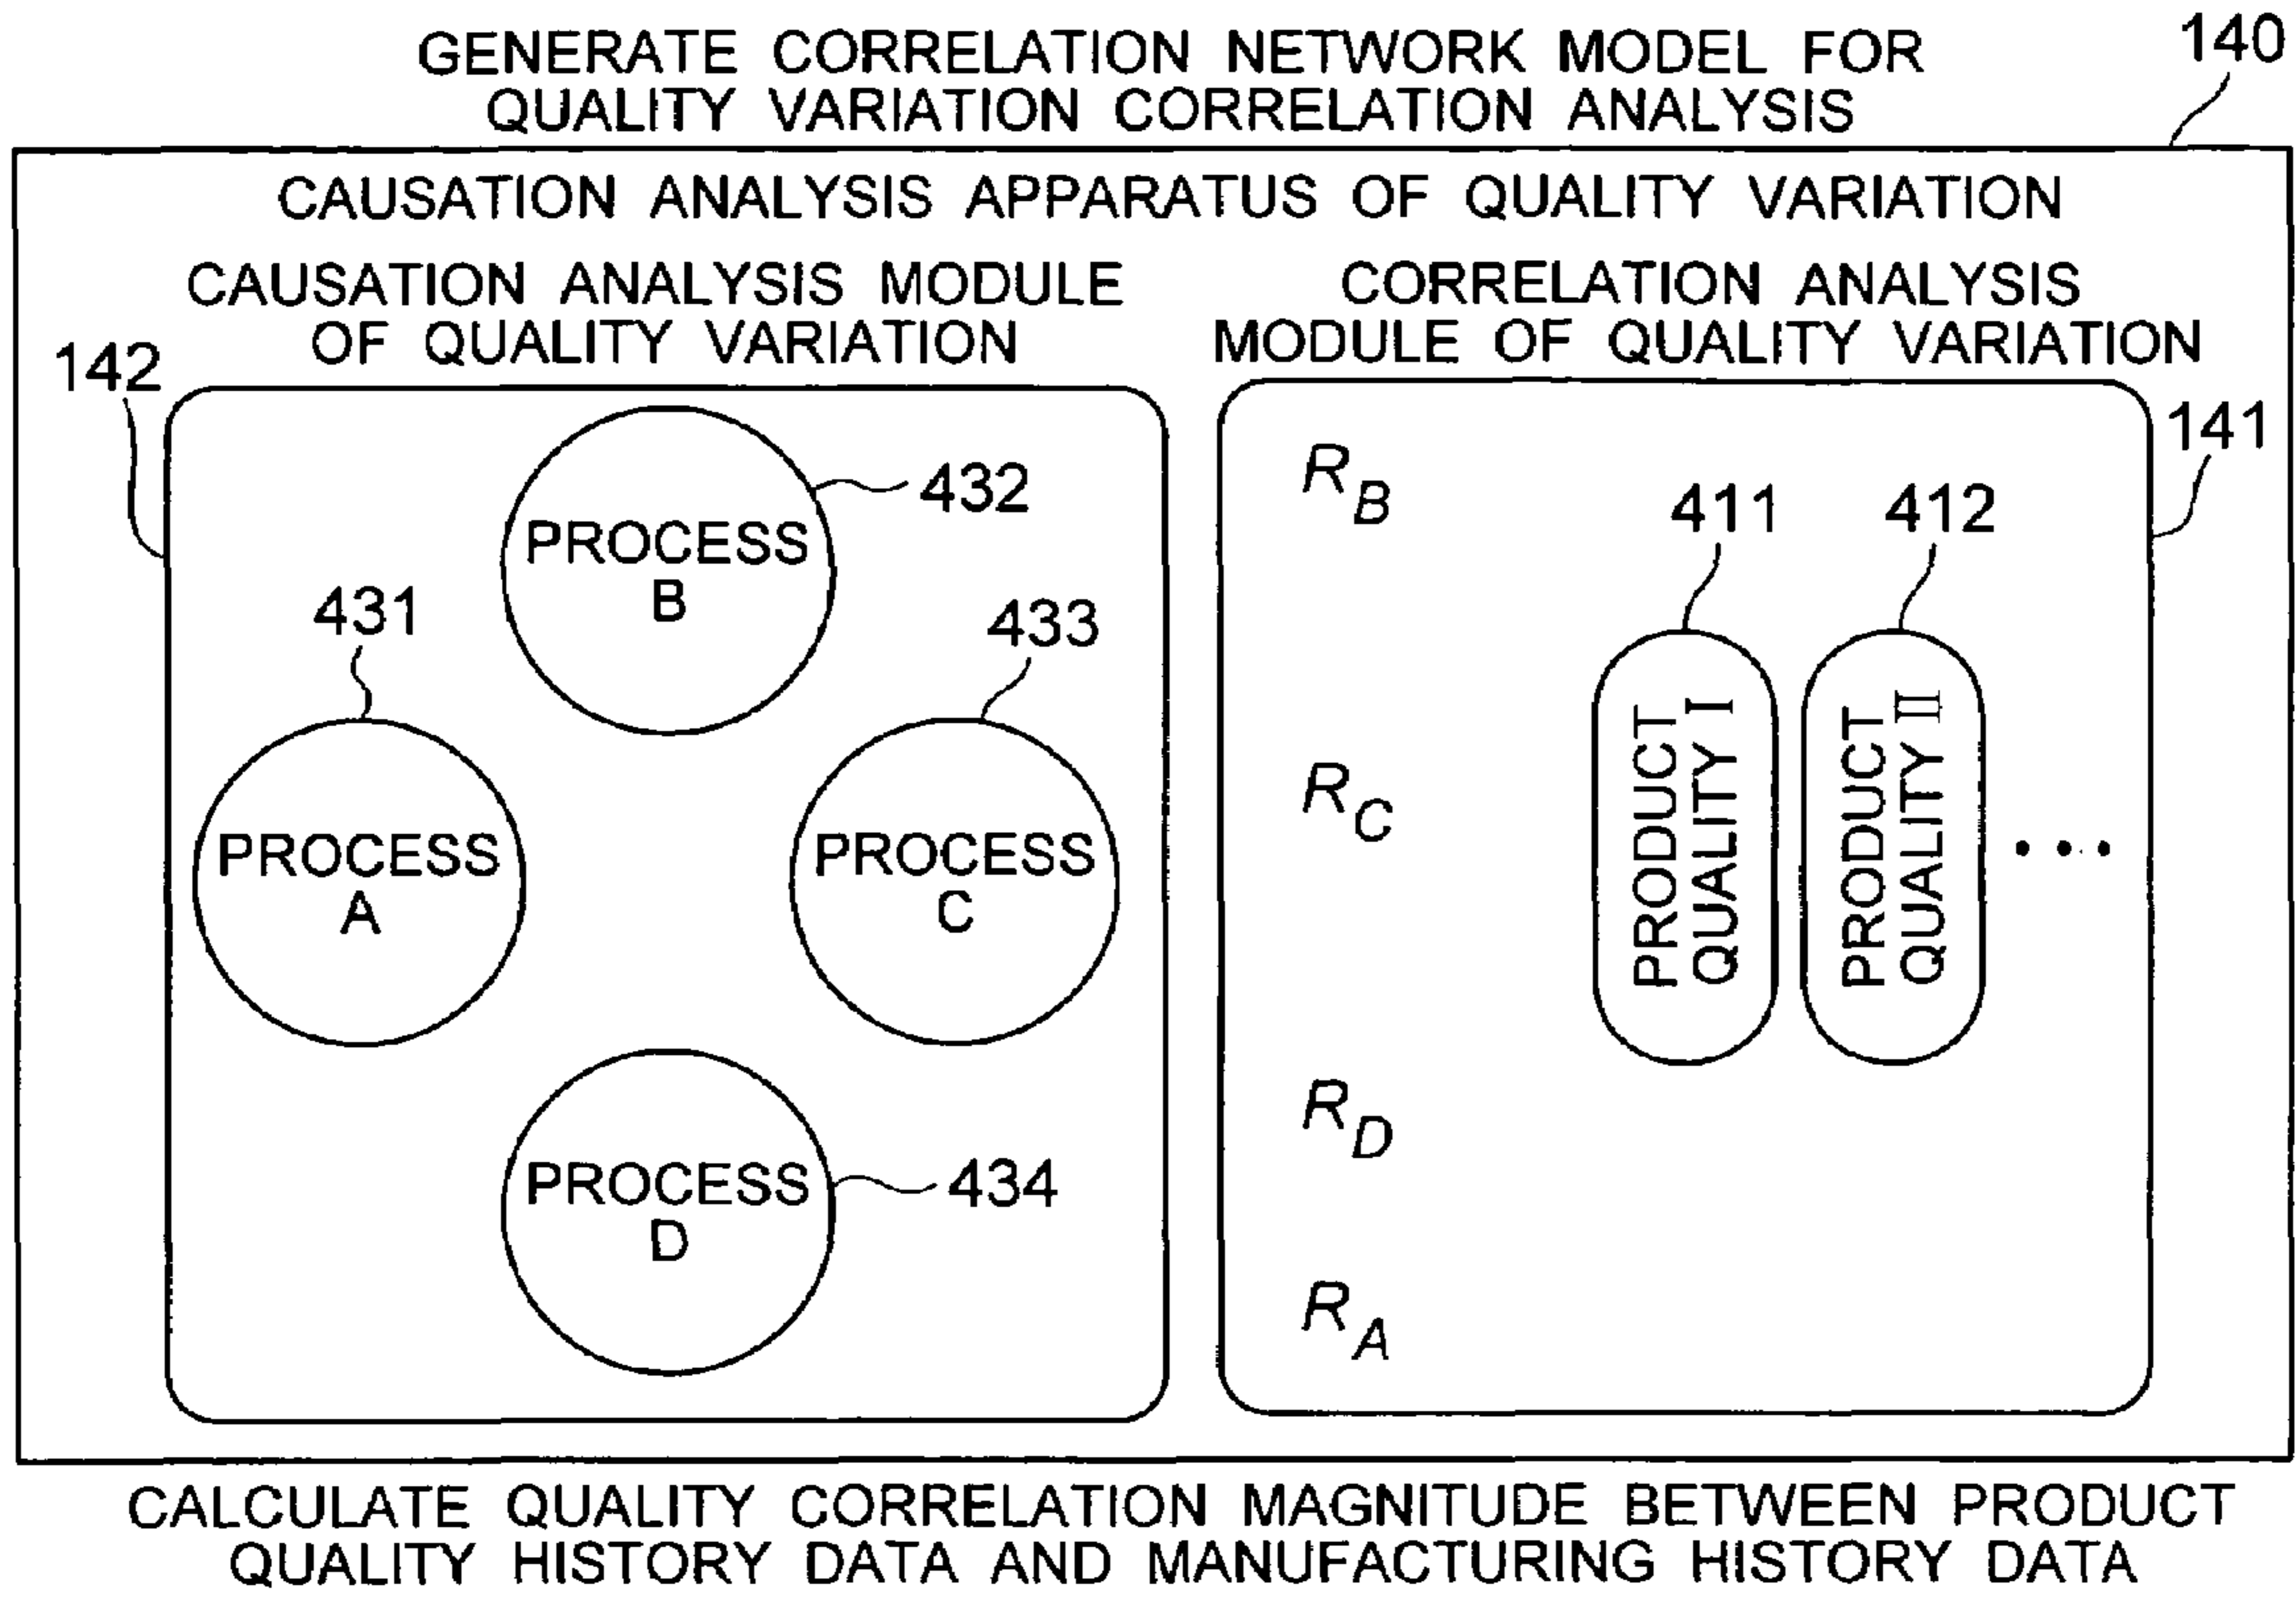 GENERATE CORRELATION NETWORK MODEL FOR
QUALITY VARIATION CORRELATION ANALYSIS
140
CAUSATION ANALYSIS APPARATUS OF QUALITY VARIATION
CAUSATION ANALYSIS MODULE
OF QUALITY VARIATION
142
PROCESS
B
432
431
PROCESS
A
433
PROCESS
C
PROCESS
D
434
CORRELATION ANALYSIS
MODULE OF QUALITY VARIATION
141
R_B
411
412
R_C
PRODUCT
QUALITY I
PRODUCT
QUALITY II
...
R_D
R_A
CALCULATE QUALITY CORRELATION MAGNITUDE BETWEEN PRODUCT
QUALITY HISTORY DATA AND MANUFACTURING HISTORY DATA